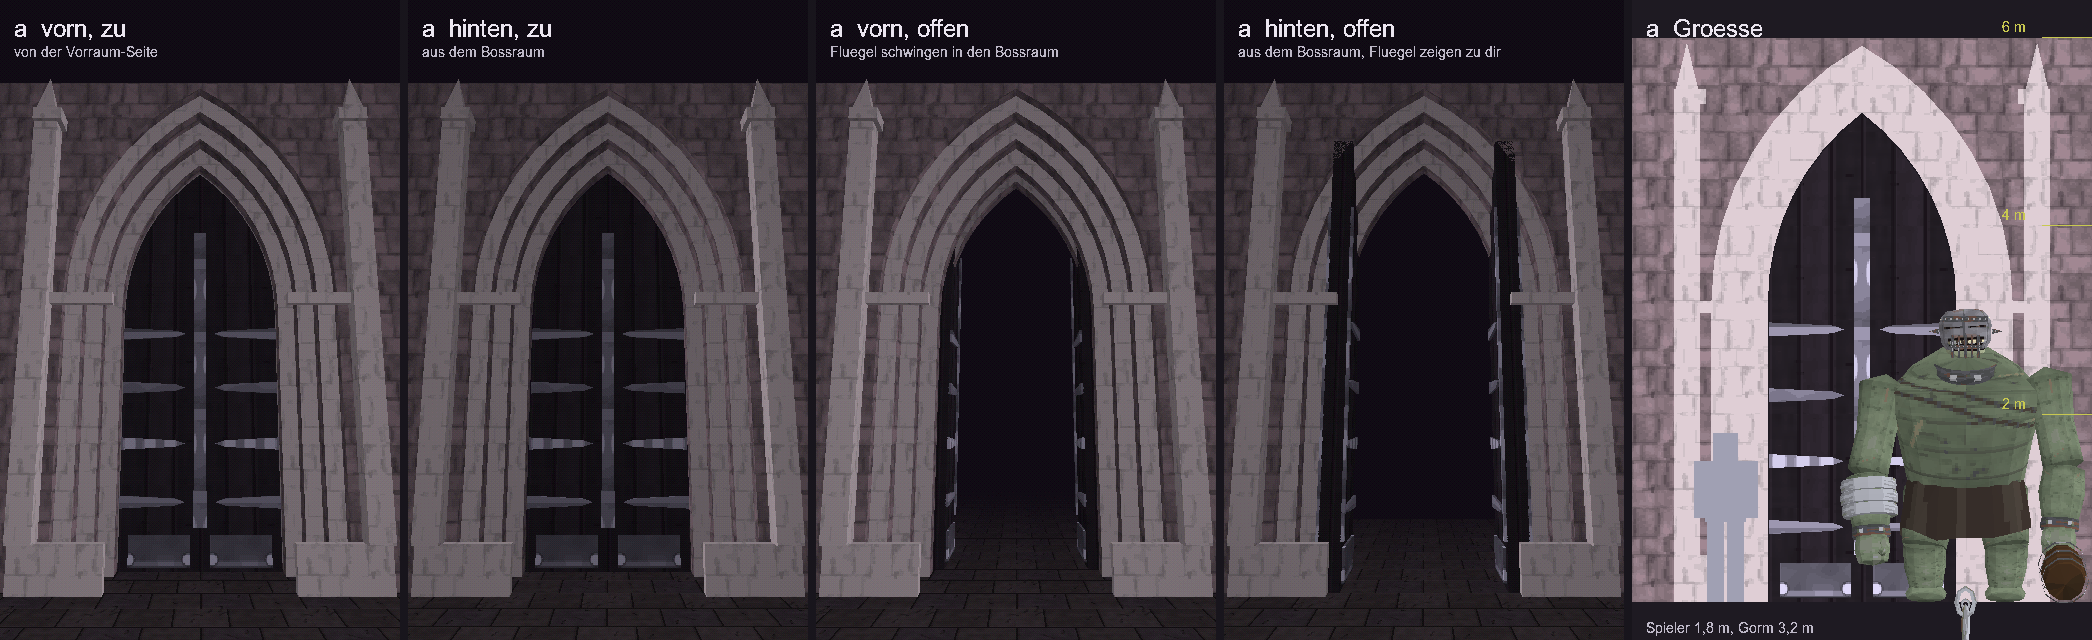 a vorn, zu
von der Vorraum-Seite
a hinten, zu
aus dem Bossraum
a vorn, offen
Fluegel schwingen in den Bossraum
a hinten, offen
aus dem Bossraum, Fluegel zeigen zu dir
a Groesse
6 m
4 m
2 m
Spieler 1,8 m, Gorm 3,2 m